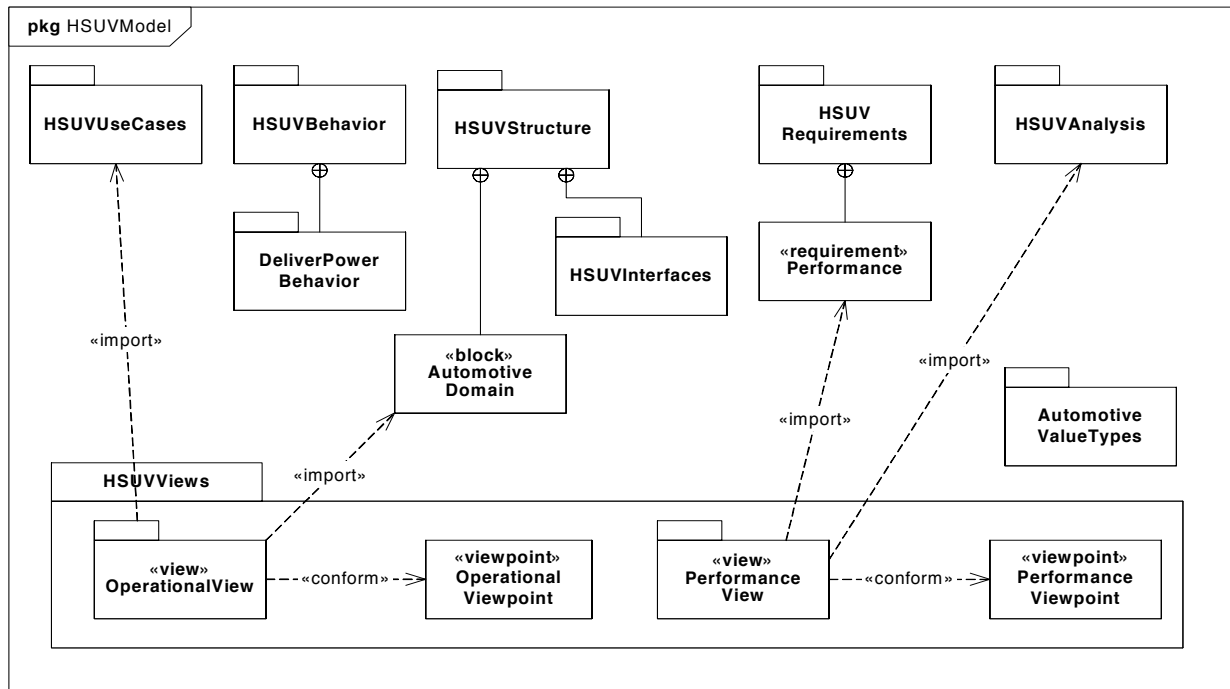 pkg HSUVModel
HSUVUseCases
HSUVBehavior
HSUVStructure
HSUV
Requirements
HSUVAnalysis
DeliverPower
Behavior
HSUVInterfaces
«requirement»
Performance
«import»
«block»
Automotive
Domain
«import»
«import»
Automotive
ValueTypes
HSUVViews
«import»
«view»
OperationalView
«conform»
«viewpoint»
Operational
Viewpoint
«view»
Performance
View
«conform»
«viewpoint»
Performance
Viewpoint